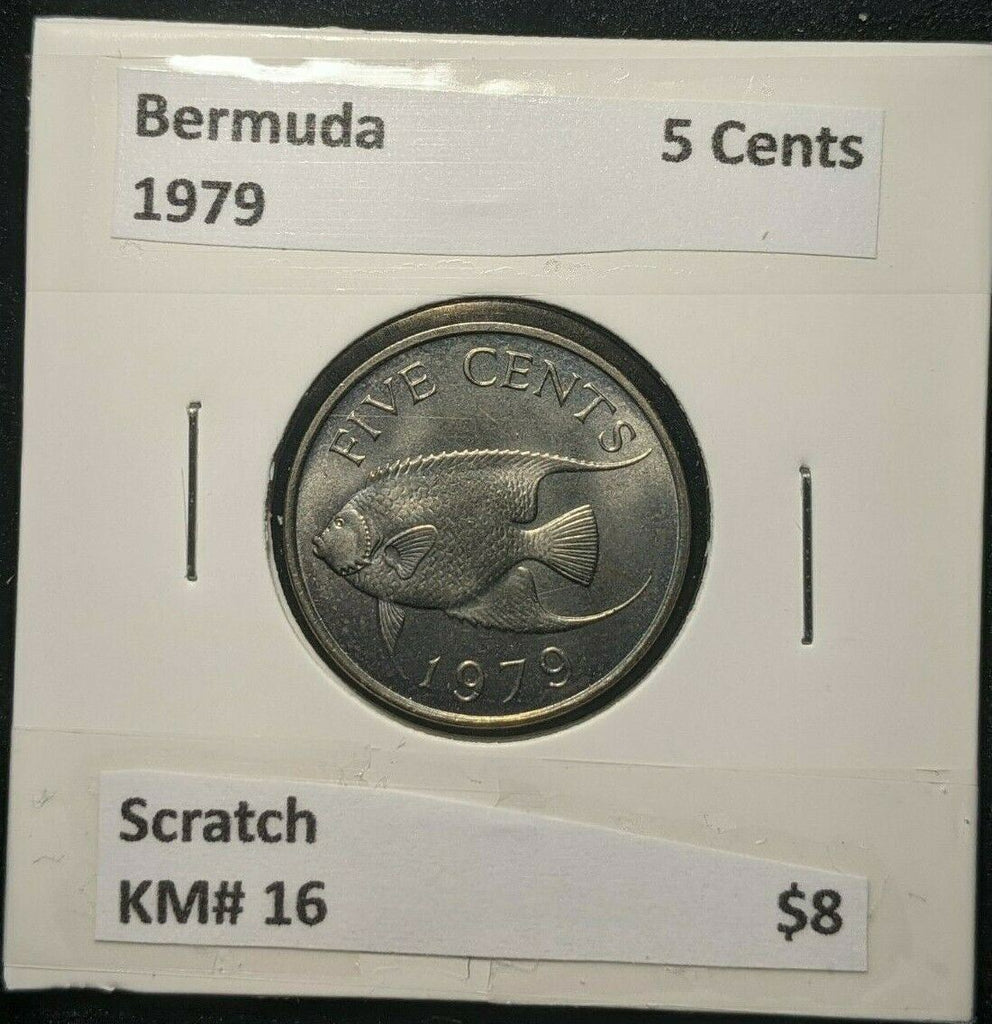 Bermuda 5 Cents
1979
FIVE CENTS
1979
Scratch
KM# 16 $8